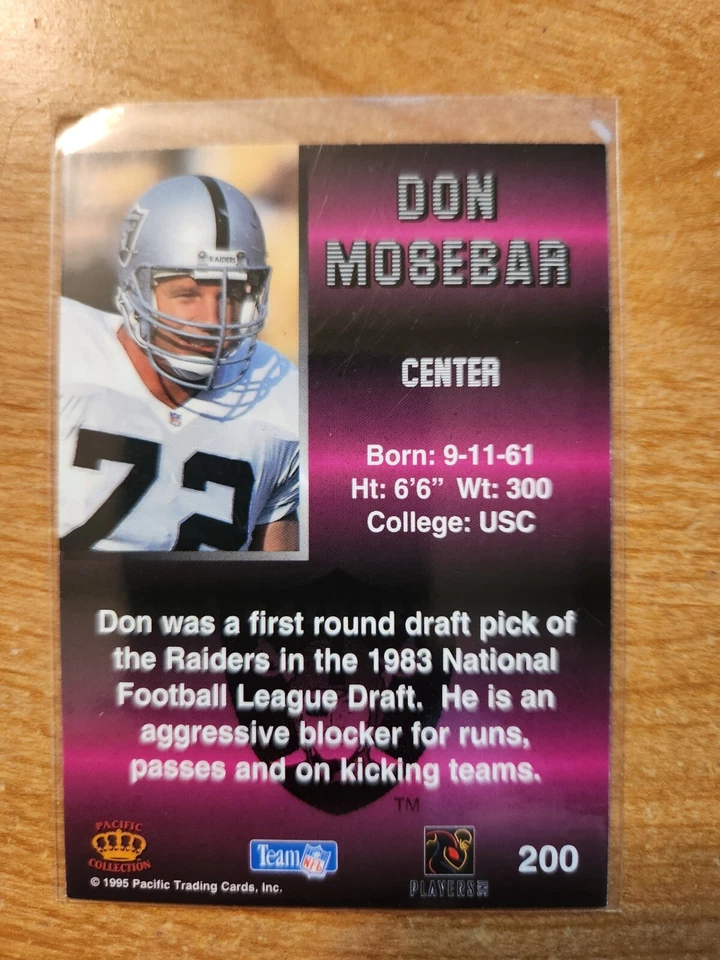 DON
MOSEBAR
RAIDERS
CENTER
72
Born: 9-11-61
Ht: 6'6" Wt: 300
College: USC
Don was a first round draft pick of
the Raiders in the 1983 National
Football League Draft. He is an
aggressive blocker for runs,
passes and on kicking teams.
TM
PACIFIC
COLLECTION
© 1995 Pacific Trading Cards, Inc.
Team NFL
PLAYERS
200